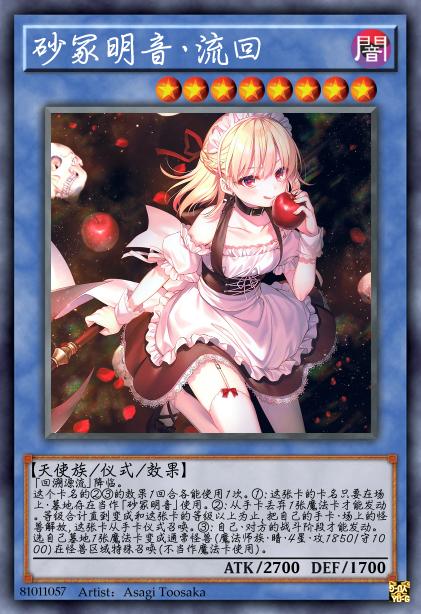 砂冢明音·流回
闇
【天使族/仪式/效果】
「回溯源流」降临。
这个卡名的②③的效果1回合各能使用1次。①:这张卡的卡名只要在场
·墓地存在当作「砂冢明音」使用。②:从手卡丢弃1张魔法卡才能发动
。等级合计直到变成和这张卡的等级以上为止,把自己的手卡·场上的怪
兽解放,这张卡从手卡仪式召唤。③:自己·对方的战斗阶段才能发动。
选自己墓地1张魔法卡变成通常怪兽(魔法师族·暗·4星·攻1850/守10
00)在怪兽区域特殊召唤(不当作魔法卡使用)。
ATK/2700 DEF/1700
81011057 Artist: Asagi Toosaka